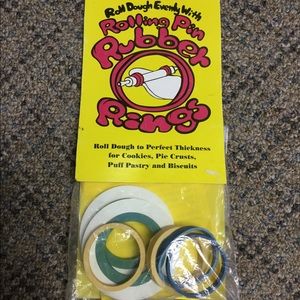 Roll Dough Evenly With
Rolling Pin
Rubber
Rings
Roll Dough to Perfect Thickness
for Cookies, Pie Crusts,
Puff Pastry and Biscuits